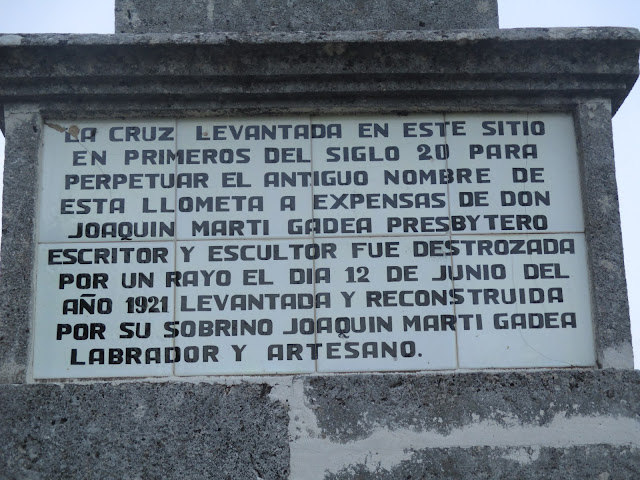 LA CRUZ LEVANTADA EN ESTE SITIO
EN PRIMEROS DEL SIGLO 20 PARA
PERPETUAR EL ANTIGUO NOMBRE DE
ESTA LLOMETA A EXPENSAS DE DON
JOAQUIN MARTI GADEA PRESBYTERO
ESCRITOR Y ESCULTOR FUE DESTROZADA
POR UN RAYO EL DIA 12 DE JUNIO DEL
AÑO 1921 LEVANTADA Y RECONSTRUIDA
POR SU SOBRINO JOAQUIN MARTI GADEA
LABRADOR Y ARTESANO.